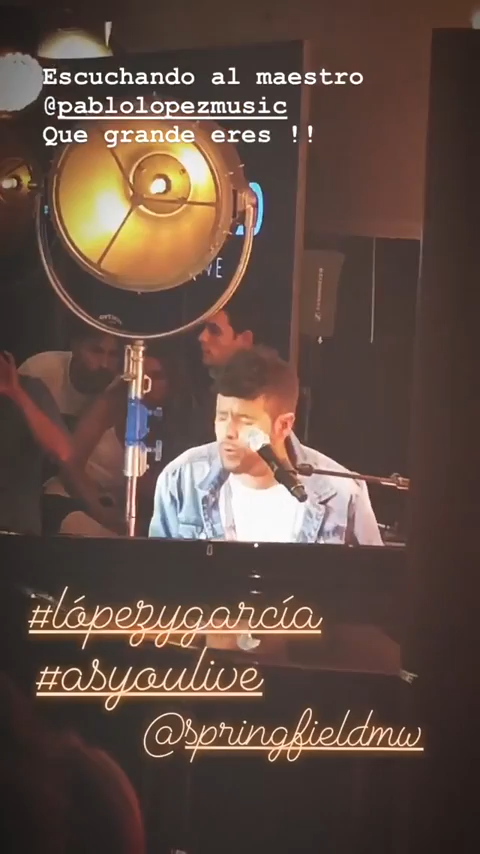 Escuchando al maestro
@pablolopezmusic
Que grande eres !!
#lópezygarcía
#asyoulive
@springfieldmw